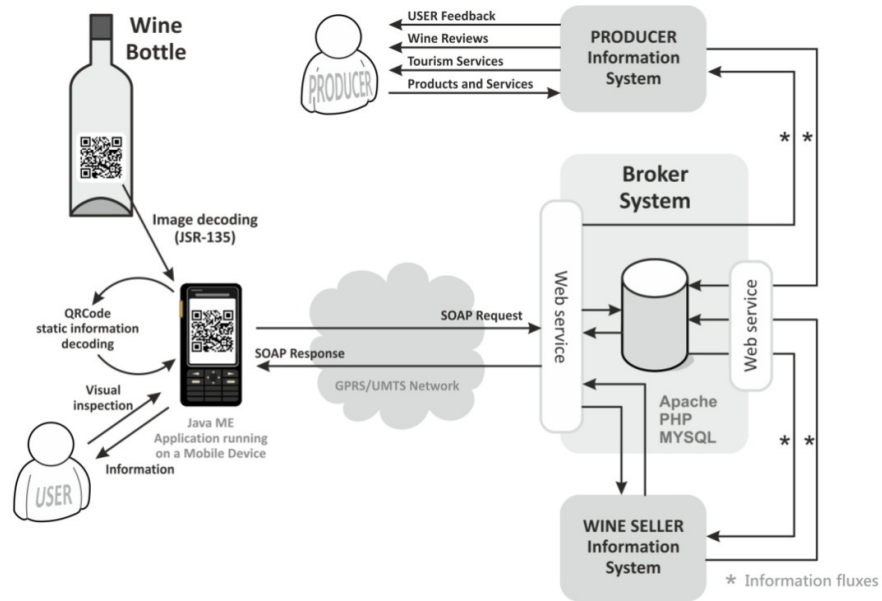 Wine
Bottle
PRODUCER
USER Feedback
Wine Reviews
Tourism Services
Products and Services
PRODUCER
Information
System
* *
Broker
System
Image decoding
(JSR-135)
QRCode
static information
decoding
SOAP Request
SOAP Response
GPRS/UMTS Network
Web service
Web service
Apache
PHP
MYSQL
Visual
inspection
Information
USER
Java ME
Application running
on a Mobile Device
* *
WINE SELLER
Information
System
* Information fluxes